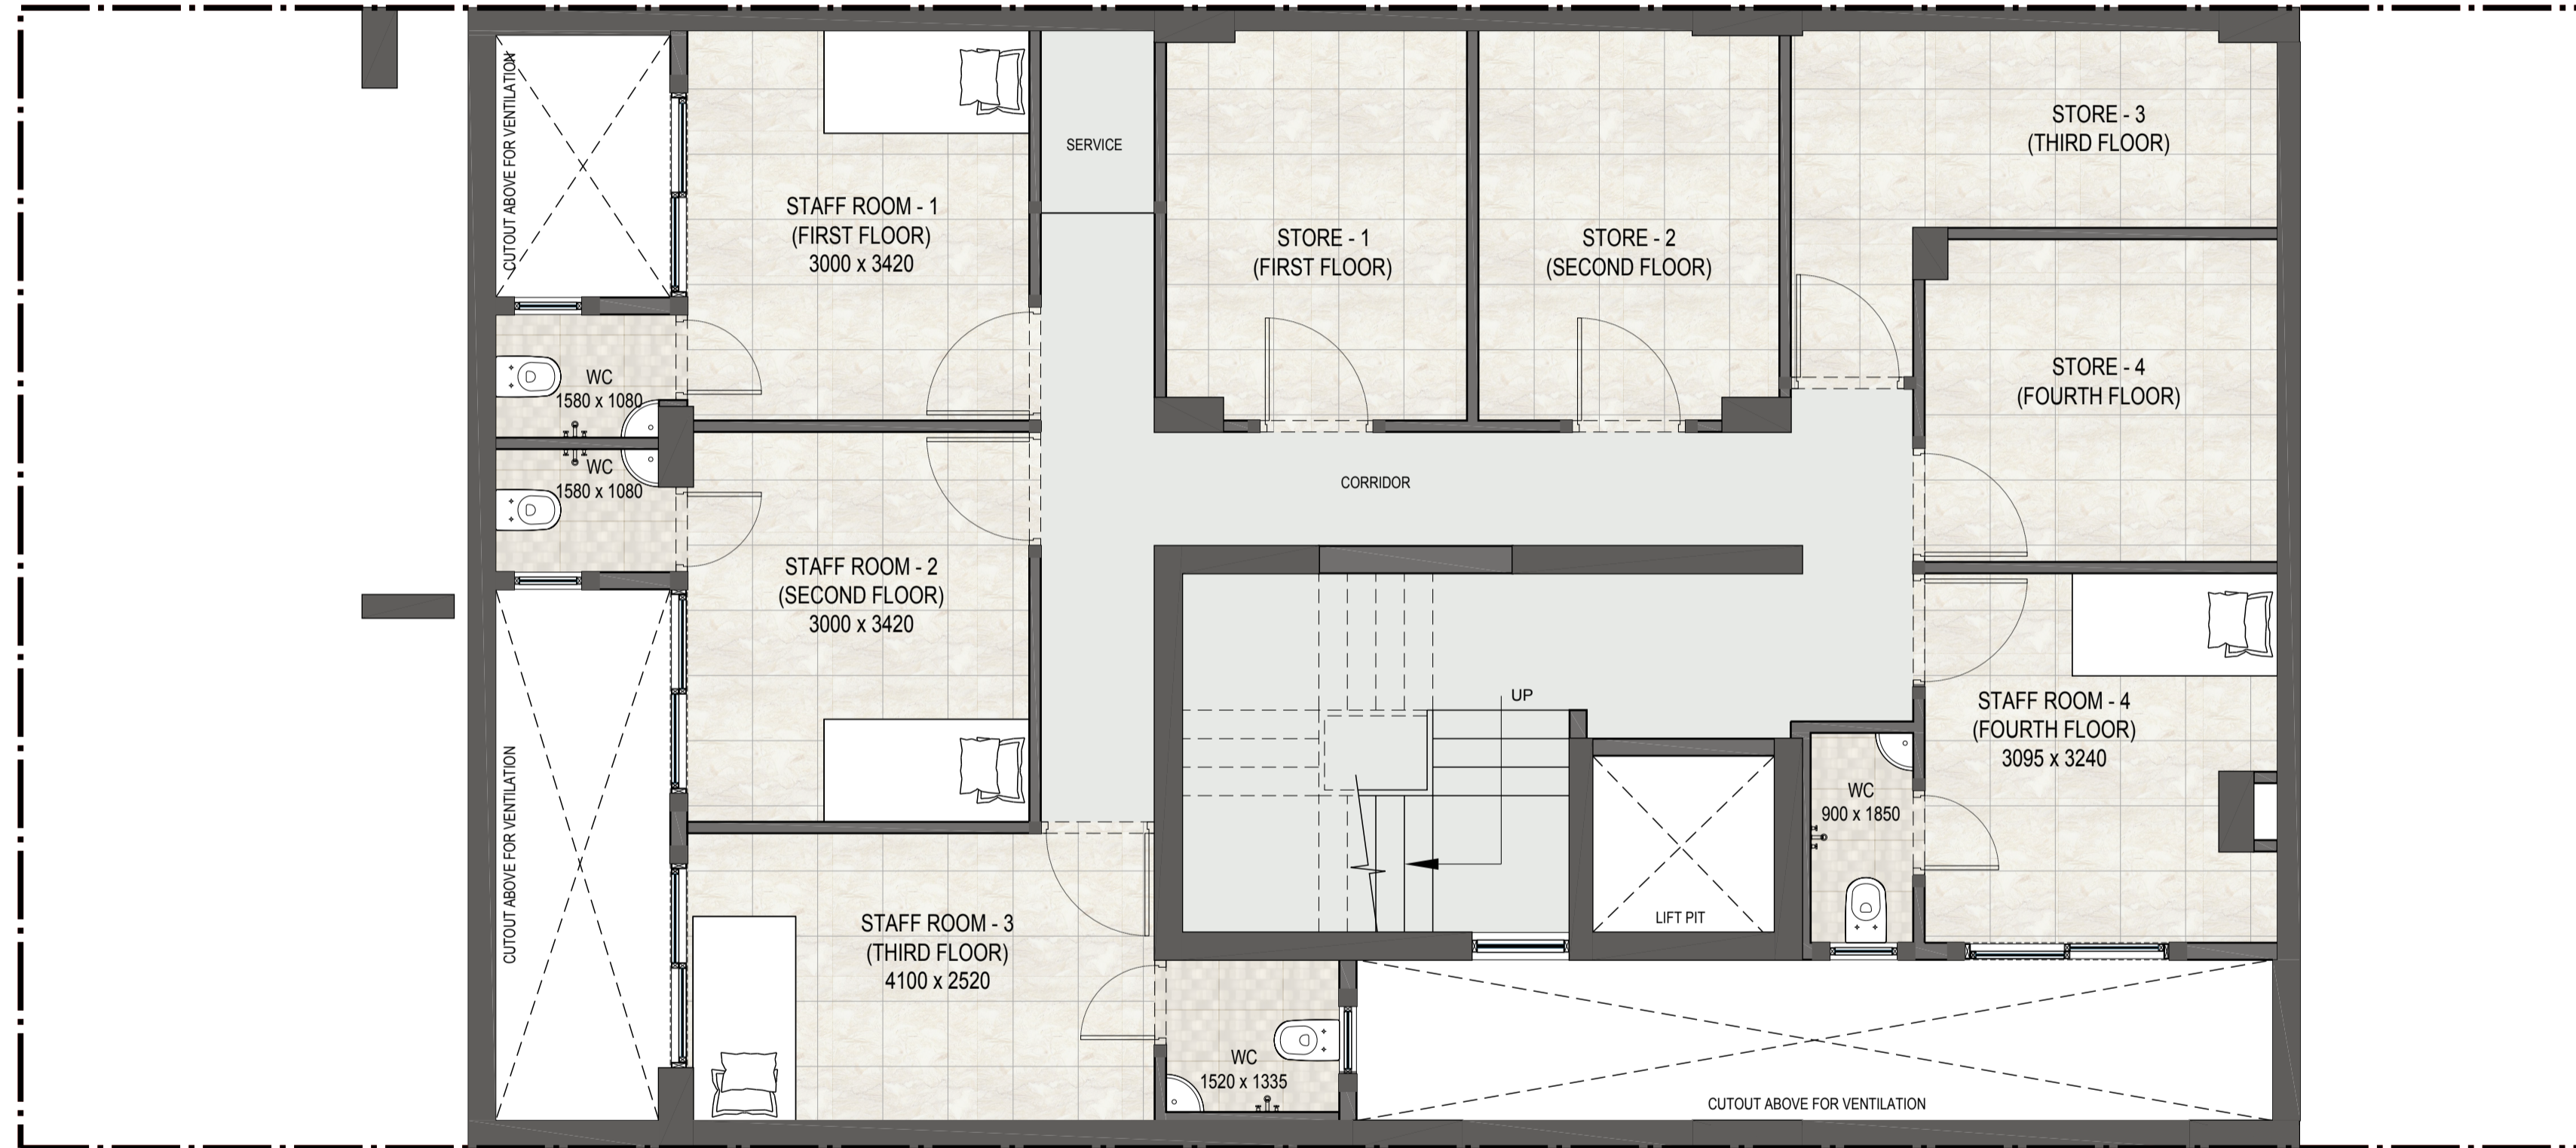 CUTOUT ABOVE FOR VENTILATION
STAFF ROOM - 1
(FIRST FLOOR)
3000 x 3420
SERVICE
STORE - 1
(FIRST FLOOR)
STORE - 2
(SECOND FLOOR)
STORE - 3
(THIRD FLOOR)
STORE - 4
(FOURTH FLOOR)
WC
1580 x 1080
WC
1580 x 1080
CORRIDOR
STAFF ROOM - 2
(SECOND FLOOR)
3000 x 3420
UP
STAFF ROOM - 4
(FOURTH FLOOR)
3095 x 3240
WC
900 x 1850
CUTOUT ABOVE FOR VENTILATION
STAFF ROOM - 3
(THIRD FLOOR)
4100 x 2520
LIFT PIT
WC
1520 x 1335
CUTOUT ABOVE FOR VENTILATION